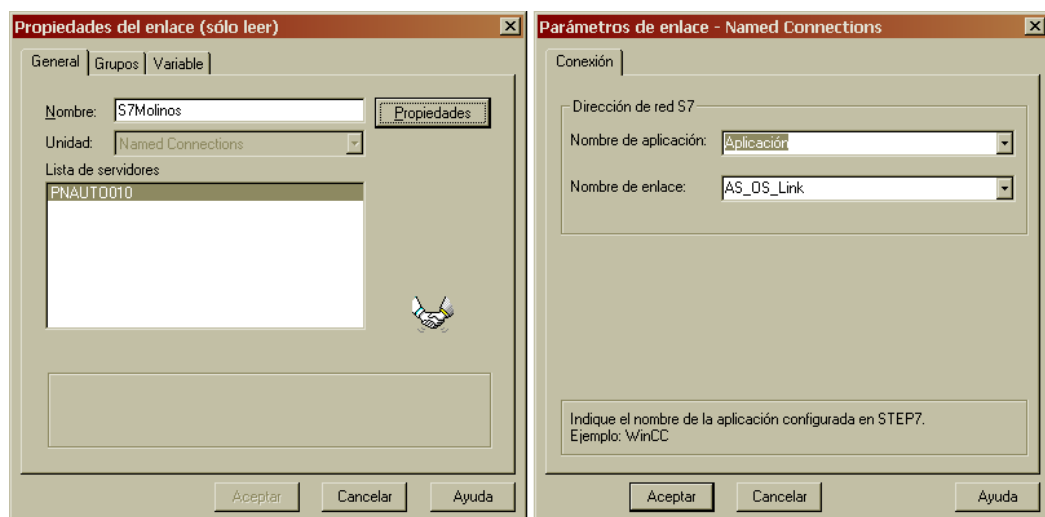 Propiedades del enlace (sólo leer)
General Grupos Variable
Nombre: S7Molinos Propiedades
Unidad: Named Connections
Lista de servidores
PNAUTO010
Aceptar Cancelar Ayuda
Parámetros de enlace - Named Connections
Conexión
Dirección de red S7
Nombre de aplicación: Aplicación
Nombre de enlace: AS_OS_Link
Indique el nombre de la aplicación configurada en STEP7.
Ejemplo: WinCC
Aceptar Cancelar Ayuda